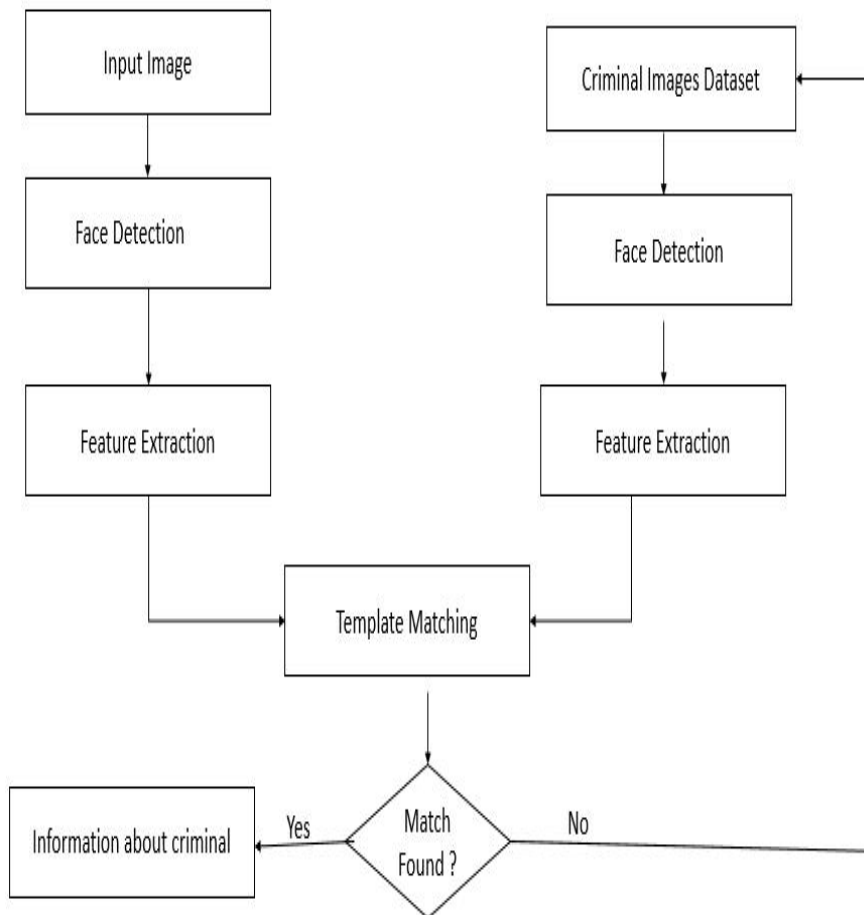 Input Image
Criminal Images Dataset
Face Detection
Face Detection
Feature Extraction
Feature Extraction
Template Matching
Match
Found ?
Yes
No
Information about criminal